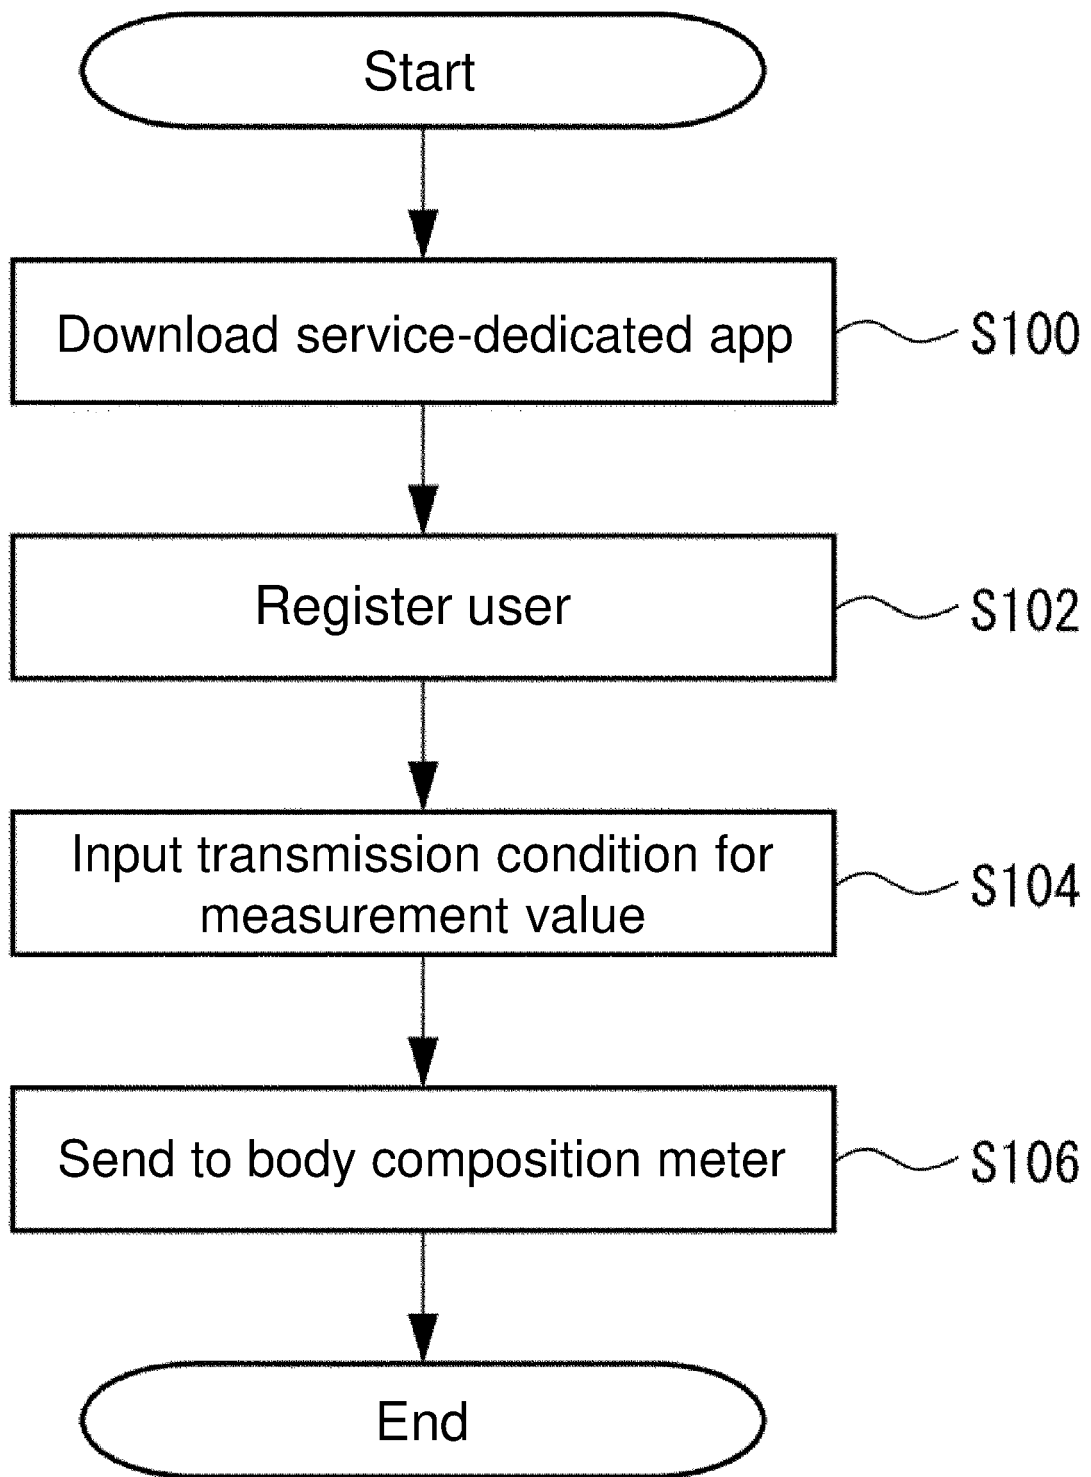 Start
Download service-dedicated app
S100
Register user
S102
Input transmission condition for
measurement value
S104
Send to body composition meter
S106
End